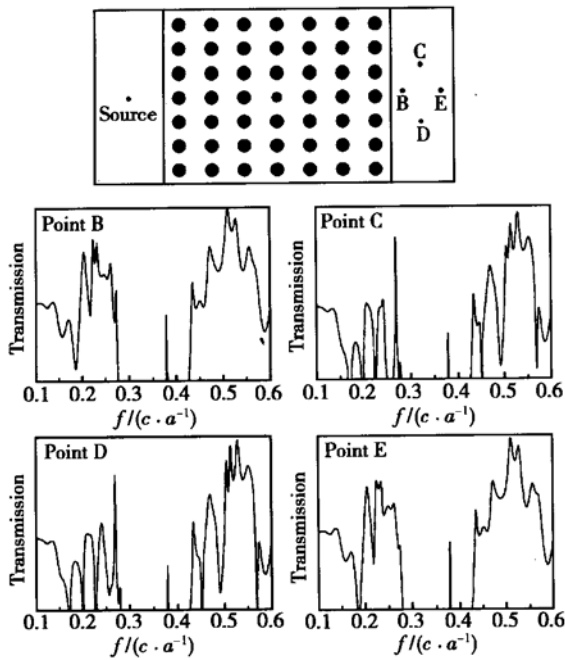 C
Source B E
D
Point B
Transmission
0.1 0.2 0.3 0.4 0.5 0.6
f/(c · a⁻¹)
Point C
Transmission
0.1 0.2 0.3 0.4 0.5 0.6
f/(c · a⁻¹)
Point D
Transmission
0.1 0.2 0.3 0.4 0.5 0.6
f/(c · a⁻¹)
Point E
Transmission
0.1 0.2 0.3 0.4 0.5 0.6
f/(c · a⁻¹)